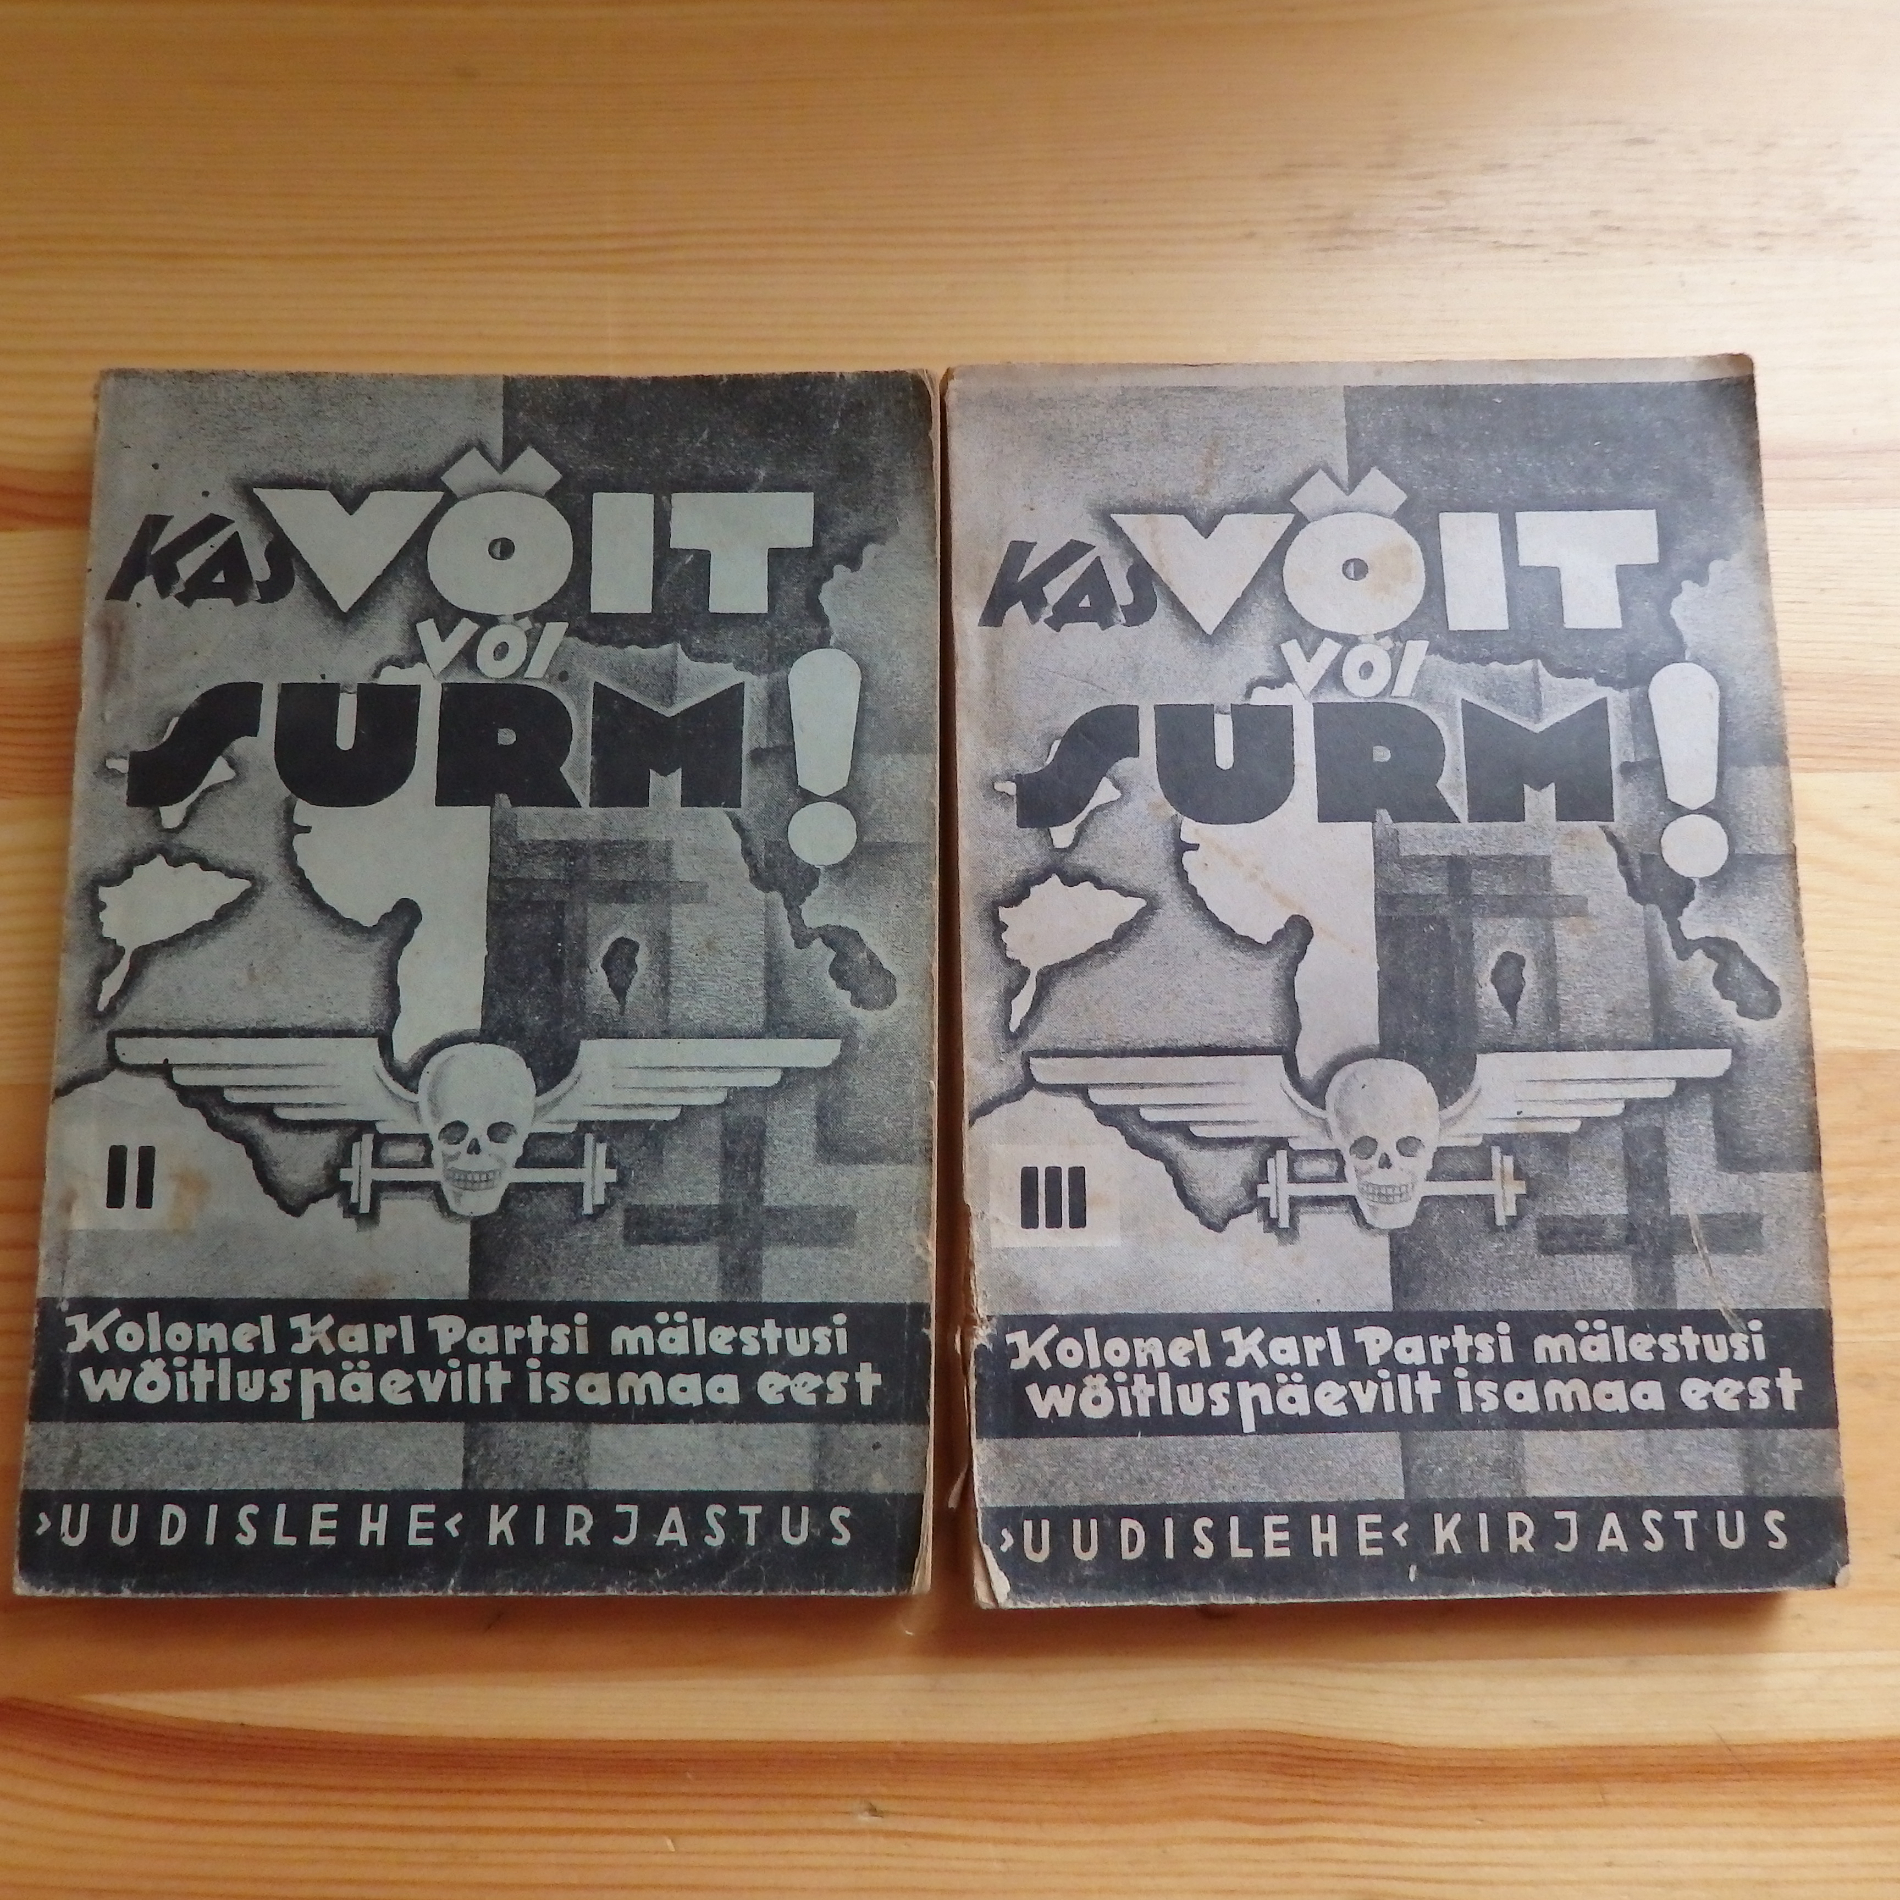 KAS VÕIT
VÕI
SURM!
II
Kolonel Karl Partsi mälestusi
wõitluspäevilt isamaa eest
>UUDISLEHE< KIRJASTUS
KAS VÕIT
VÕI
SURM!
III
Kolonel Karl Partsi mälestusi
wõitluspäevilt isamaa eest
>UUDISLEHE< KIRJASTUS